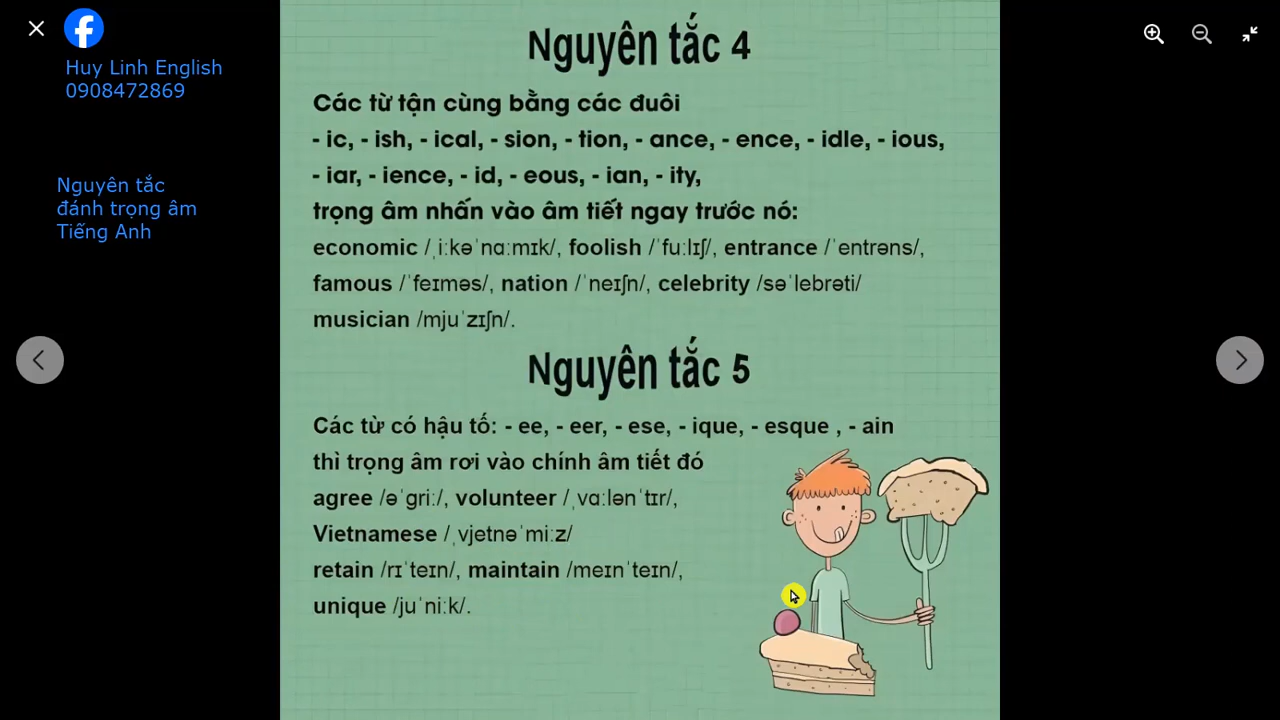 Huy Linh English
0908472869
Nguyên tắc
đánh trọng âm
Tiếng Anh
Nguyên tắc 4
Các từ tận cùng bằng các đuôi
- ic, - ish, - ical, - sion, - tion, - ance, - ence, - idle, - ious,
- iar, - ience, - id, - eous, - ian, - ity,
trọng âm nhấn vào âm tiết ngay trước nó:
economic /ˌiːkəˈnɑːmɪk/, foolish /ˈfuːlɪʃ/, entrance /ˈentrəns/,
famous /ˈfeɪməs/, nation /ˈneɪʃn/, celebrity /səˈlebrəti/
musician /mjuˈzɪʃn/.
Nguyên tắc 5
Các từ có hậu tố: - ee, - eer, - ese, - ique, - esque , - ain
thì trọng âm rơi vào chính âm tiết đó
agree /əˈɡriː/, volunteer /ˌvɑːlənˈtɪr/,
Vietnamese /ˌvjetnəˈmiːz/
retain /rɪˈteɪn/, maintain /meɪnˈteɪn/,
unique /juˈniːk/.